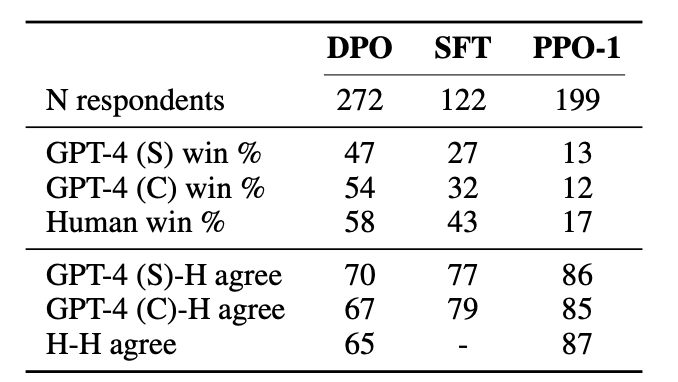 DPO SFT PPO-1
N respondents 272 122 199
GPT-4 (S) win % 47 27 13
GPT-4 (C) win % 54 32 12
Human win % 58 43 17
GPT-4 (S)-H agree 70 77 86
GPT-4 (C)-H agree 67 79 85
H-H agree 65 - 87